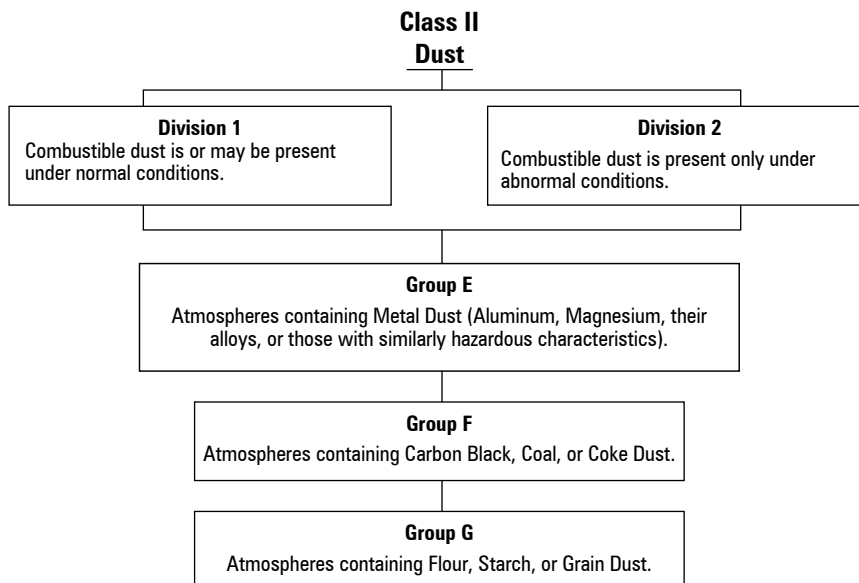 Class II
Dust
Division 1
Combustible dust is or may be present
under normal conditions.
Division 2
Combustible dust is present only under
abnormal conditions.
Group E
Atmospheres containing Metal Dust (Aluminum, Magnesium, their
alloys, or those with similarly hazardous characteristics).
Group F
Atmospheres containing Carbon Black, Coal, or Coke Dust.
Group G
Atmospheres containing Flour, Starch, or Grain Dust.